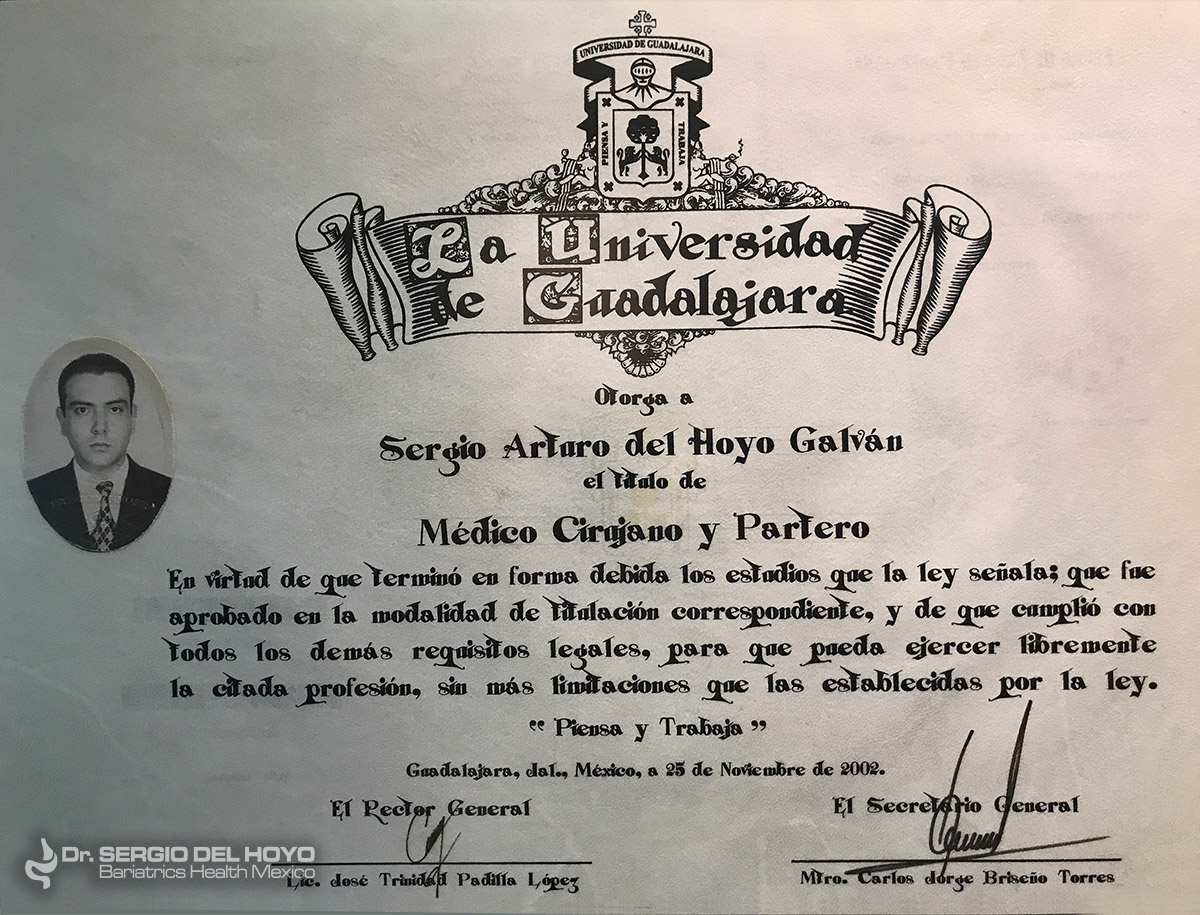 UNIVERSIDAD DE GUADALAJARA
PIENSA Y
TRABAJA
La Universidad
de Guadalajara
Otorga a
Sergio Arturo del Hoyo Galván
el título de
Médico Cirujano y Partero
En virtud de que terminó en forma debida los estudios que la ley señala; que fue
aprobado en la modalidad de titulación correspondiente, y de que cumplió con
todos los demás requisitos legales, para que pueda ejercer libremente
la citada profesión, sin más limitaciones que las establecidas por la ley.
“ Piensa y Trabaja ”
Guadalajara, Jal., México, a 25 de Noviembre de 2002.
El Rector General
El Secretario General
Lic. José Trinidad Padilla López
Mtro. Carlos Jorge Briseño Torres
Dr. SERGIO DEL HOYO
Bariatrics Health Mexico